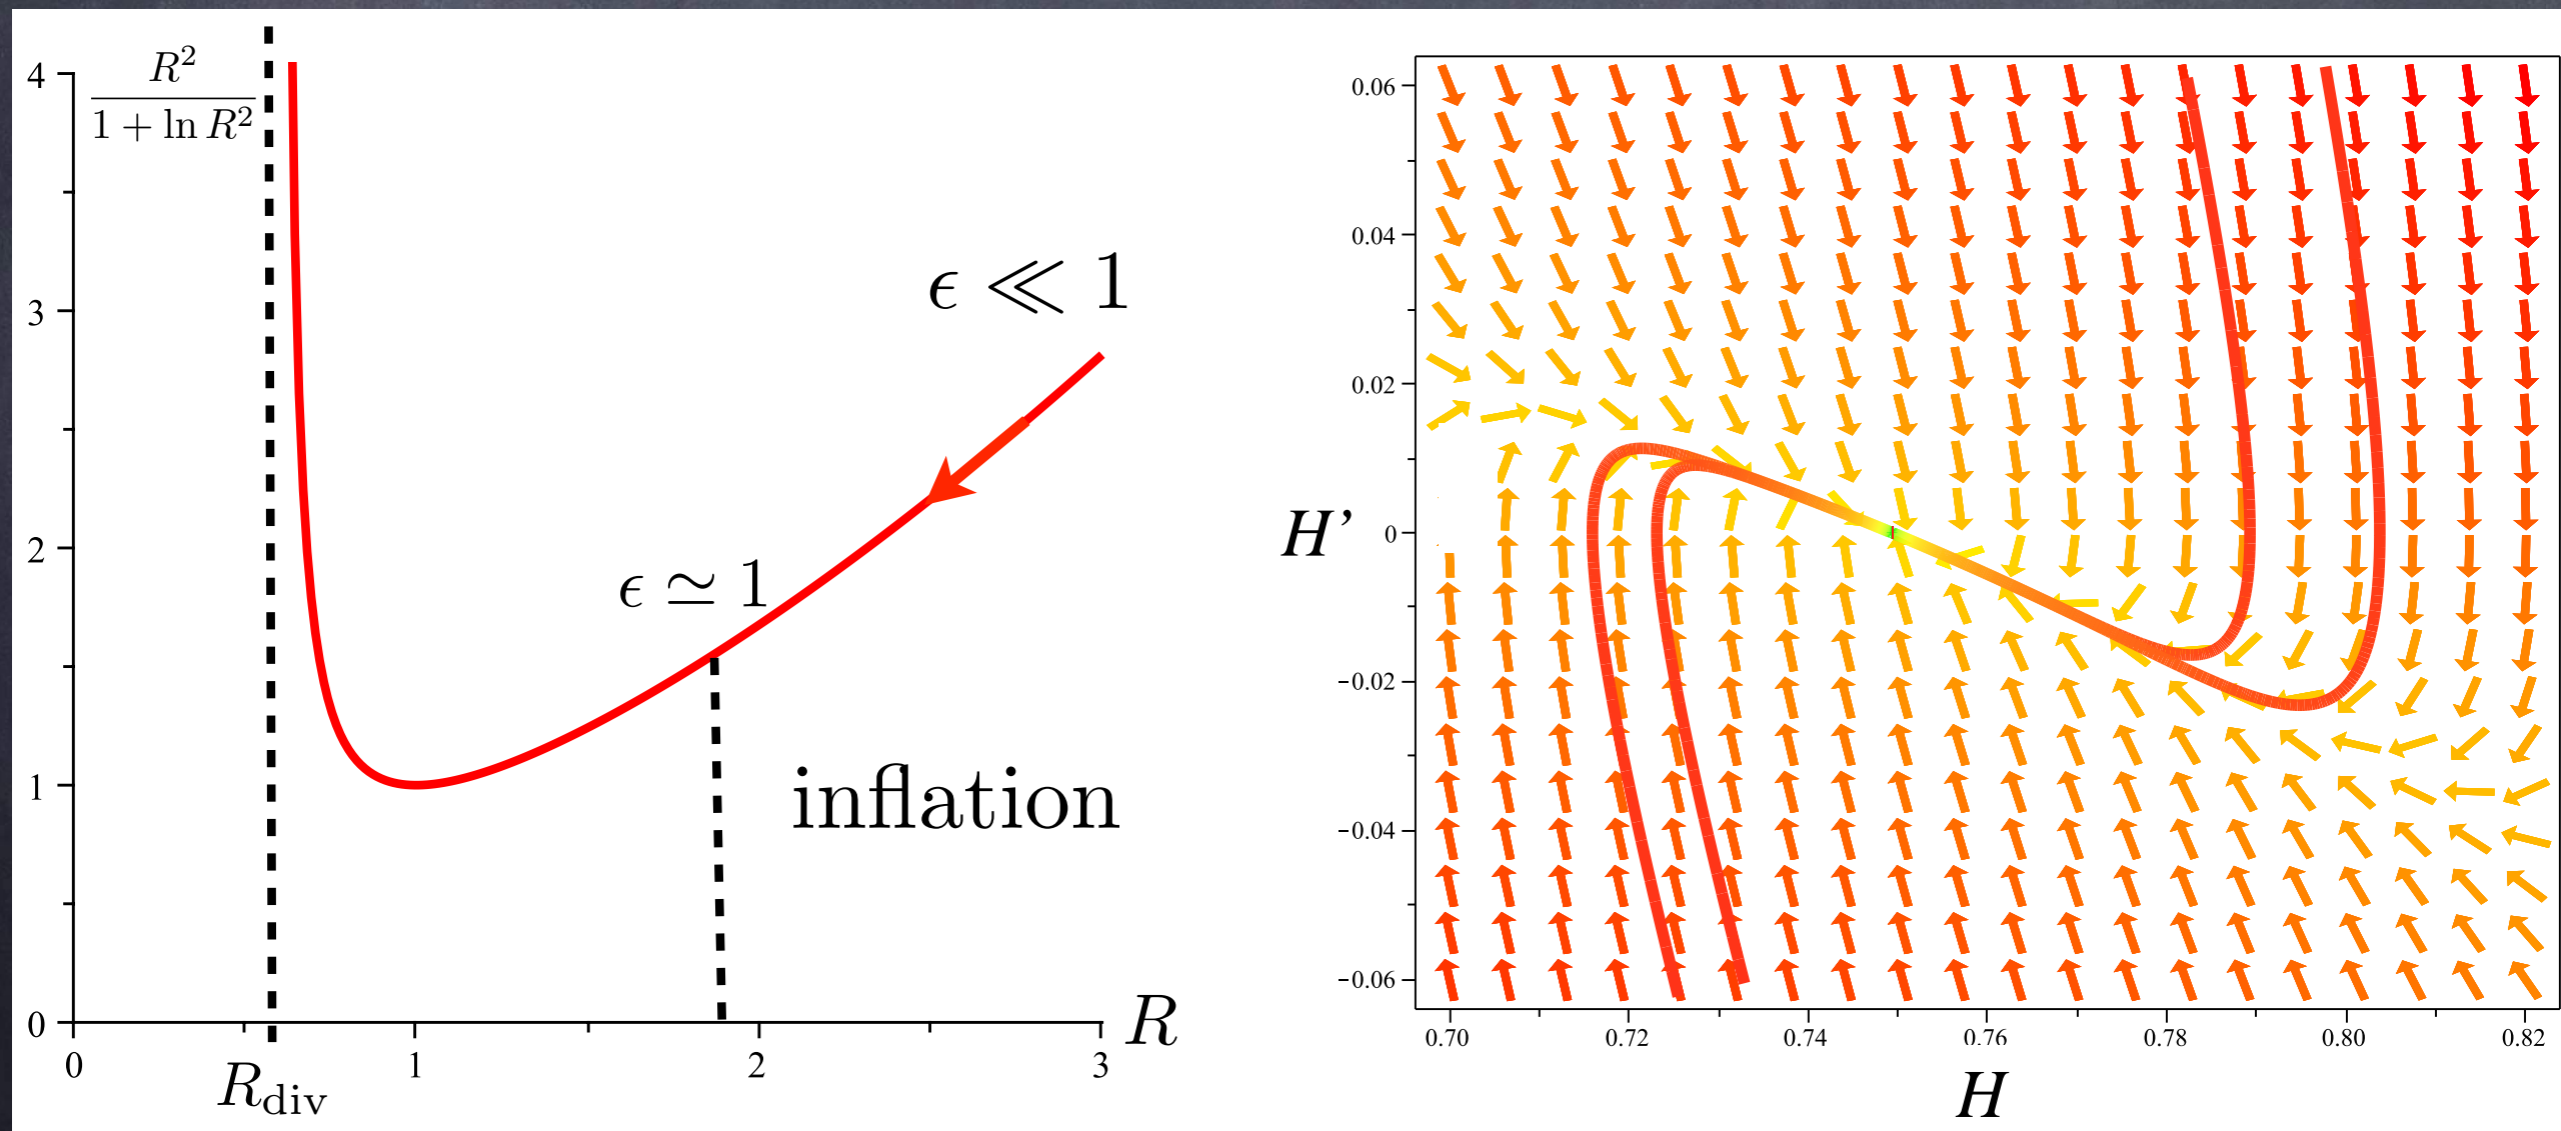 4
R²
1 + ln R²
3
2
1
0
0
1
2
3
R
R_div
ϵ ≪ 1
ϵ ≃ 1
inflation
0.06
0.04
0.02
0
−0.02
−0.04
−0.06
H’
0.70
0.72
0.74
0.76
0.78
0.80
0.82
H